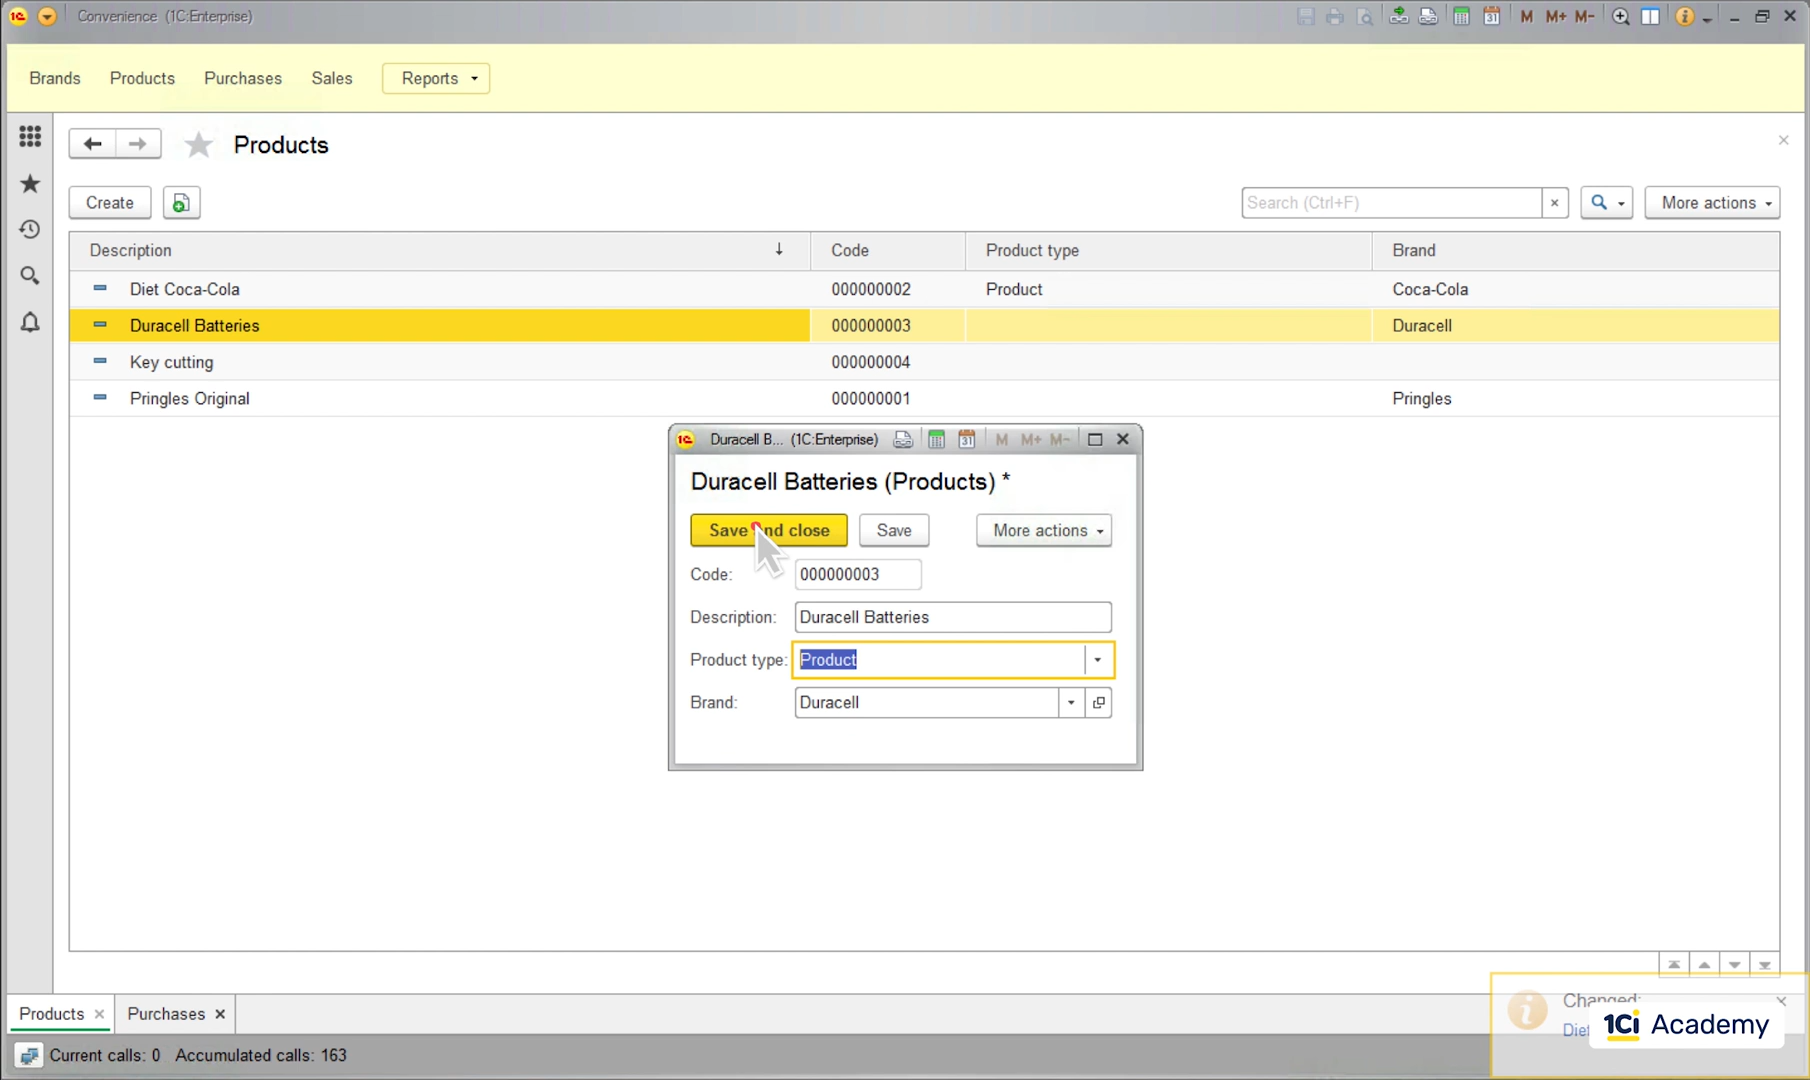 Convenience (1C:Enterprise)
31 M M+ M-
Brands Products Purchases Sales Reports
Products
Create
Search (Ctrl+F) × More actions
Description ↓ Code Product type Brand
Diet Coca-Cola 000000002 Product Coca-Cola
Duracell Batteries 000000003 Duracell
Key cutting 000000004
Pringles Original 000000001 Pringles
Duracell B... (1C:Enterprise) 31 M M+ M-
Duracell Batteries (Products) *
Save and close Save More actions
Code: 000000003
Description: Duracell Batteries
Product type: Product
Brand: Duracell
Products × Purchases ×
Changed:
1Ci Academy
Current calls: 0 Accumulated calls: 163